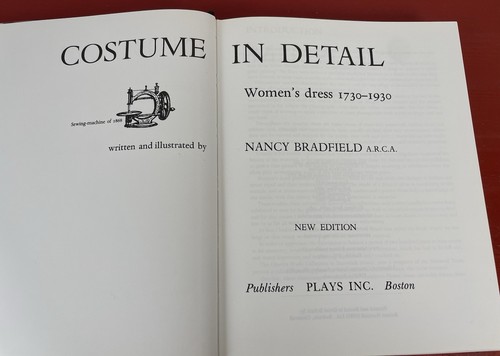 COSTUME IN DETAIL
Women's dress 1730–1930
Sewing-machine of 1868
written and illustrated by NANCY BRADFIELD A.R.C.A.
NEW EDITION
Publishers PLAYS INC. Boston